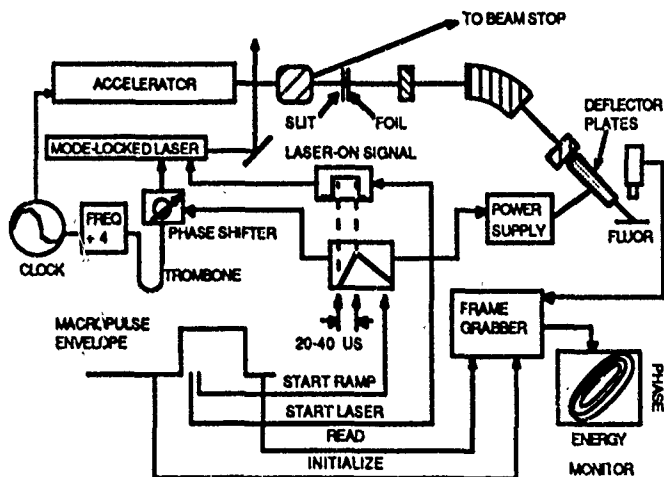 TO BEAM STOP
ACCELERATOR
SLIT
FOIL
DEFLECTOR
PLATES
MODE-LOCKED LASER
LASER-ON SIGNAL
FREQ
÷ 4
PHASE SHIFTER
POWER
SUPPLY
FLUOR
CLOCK
TROMBONE
MACROPULSE
ENVELOPE
20-40 US
FRAME
GRABBER
START RAMP
START LASER
READ
INITIALIZE
PHASE
ENERGY
MONITOR